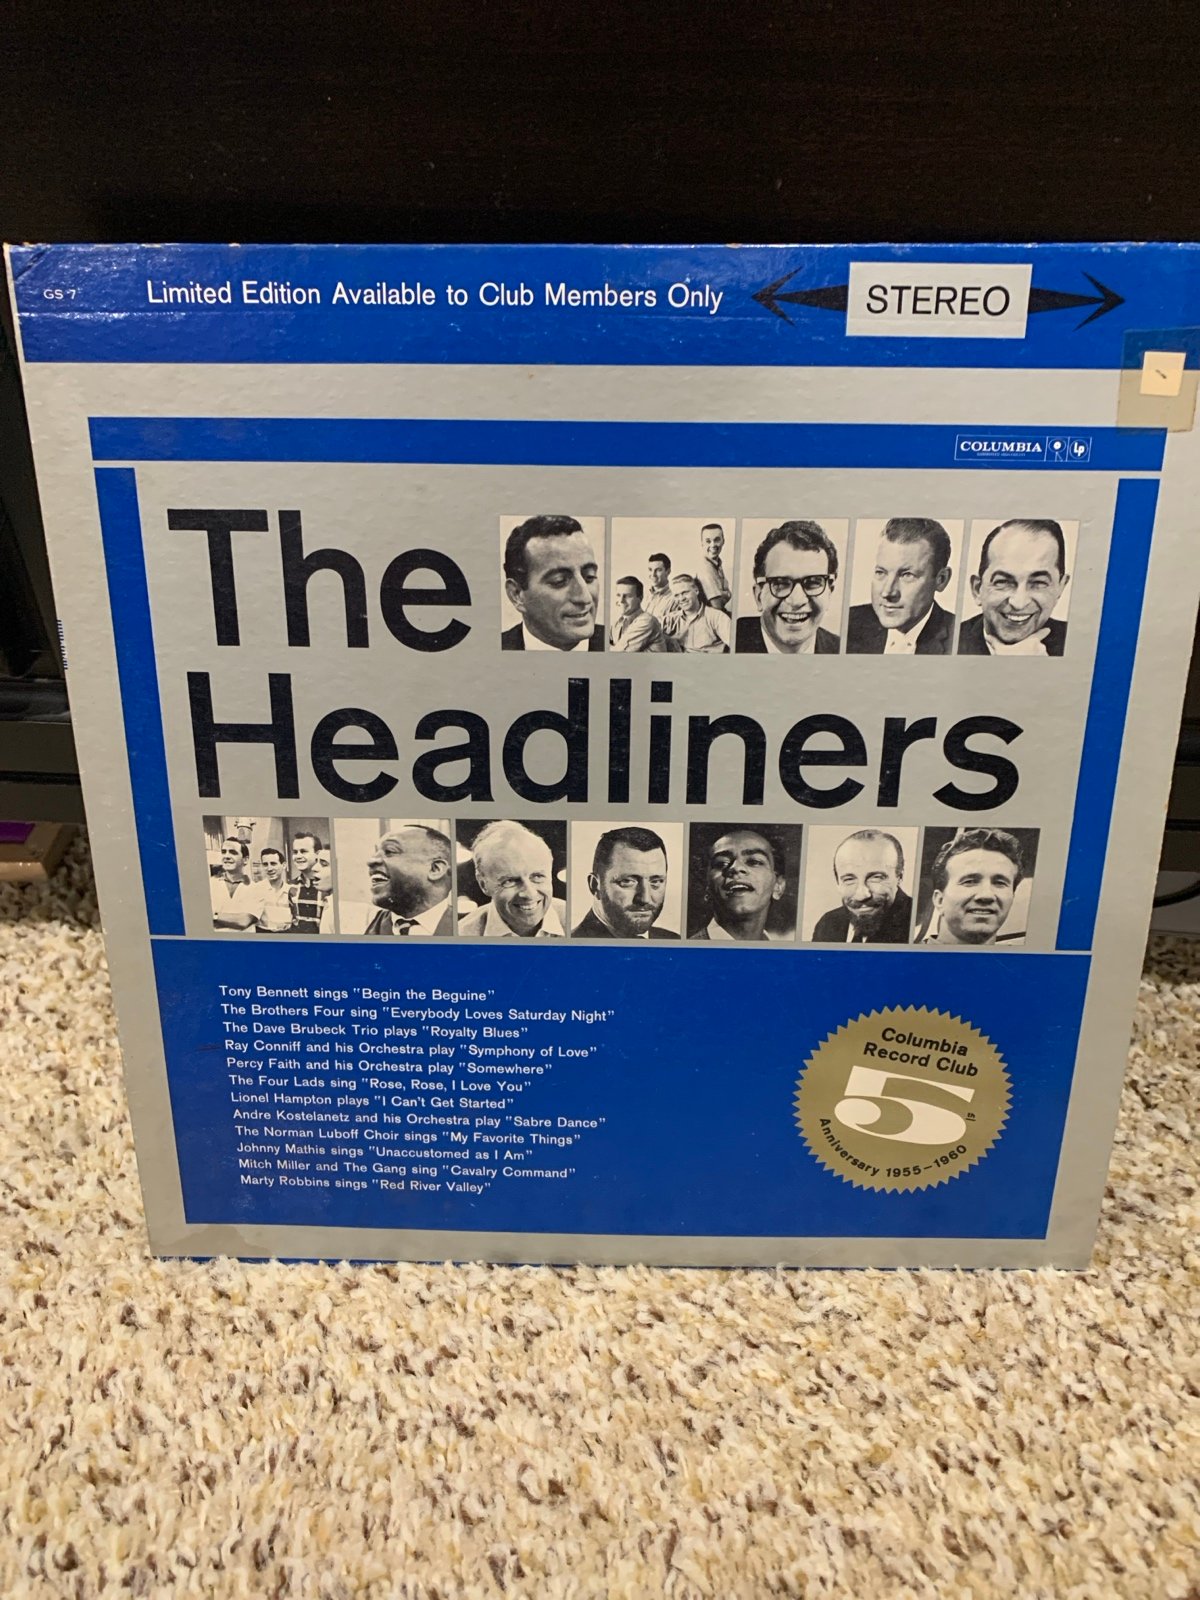 GS 7
Limited Edition Available to Club Members Only
STEREO
COLUMBIA
Lp
The
Headliners
Tony Bennett sings "Begin the Beguine"
The Brothers Four sing "Everybody Loves Saturday Night"
The Dave Brubeck Trio plays "Royalty Blues"
Ray Conniff and his Orchestra play "Symphony of Love"
Percy Faith and his Orchestra play "Somewhere"
The Four Lads sing "Rose, Rose, I Love You"
Lionel Hampton plays "I Can't Get Started"
Andre Kostelanetz and his Orchestra play "Sabre Dance"
The Norman Luboff Choir sings "My Favorite Things"
Johnny Mathis sings "Unaccustomed as I Am"
Mitch Miller and The Gang sing "Cavalry Command"
Marty Robbins sings "Red River Valley"
Columbia
Record Club
5th
Anniversary 1955-1960